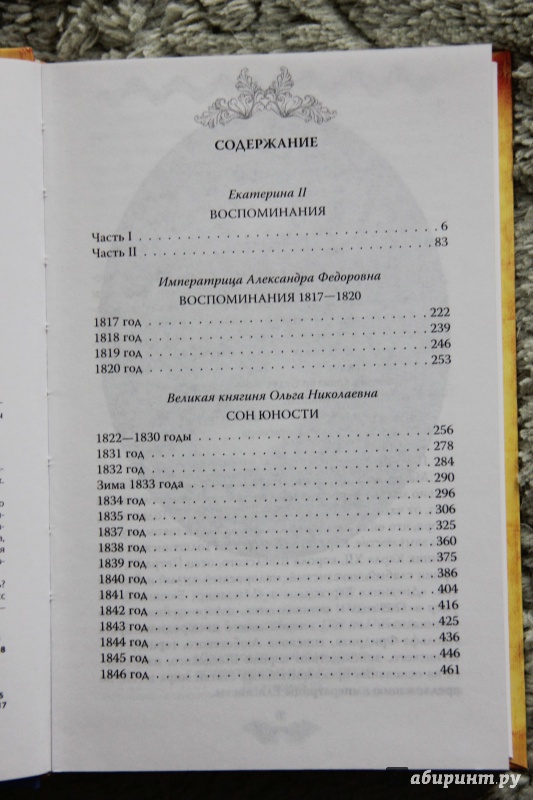 СОДЕРЖАНИЕ
Екатерина II
ВОСПОМИНАНИЯ
Часть I . . . . . . . . . . . . . . . . . . . . . . . . . . . . . . 6
Часть II . . . . . . . . . . . . . . . . . . . . . . . . . . . . . 83
Императрица Александра Федоровна
ВОСПОМИНАНИЯ 1817—1820
1817 год . . . . . . . . . . . . . . . . . . . . . . . . . . . . 222
1818 год . . . . . . . . . . . . . . . . . . . . . . . . . . . . 239
1819 год . . . . . . . . . . . . . . . . . . . . . . . . . . . . 246
1820 год . . . . . . . . . . . . . . . . . . . . . . . . . . . . 253
Великая княгиня Ольга Николаевна
СОН ЮНОСТИ
1822—1830 годы . . . . . . . . . . . . . . . . . . . . . . . 256
1831 год . . . . . . . . . . . . . . . . . . . . . . . . . . . . 278
1832 год . . . . . . . . . . . . . . . . . . . . . . . . . . . . 284
Зима 1833 года . . . . . . . . . . . . . . . . . . . . . . . . 290
1834 год . . . . . . . . . . . . . . . . . . . . . . . . . . . . 296
1835 год . . . . . . . . . . . . . . . . . . . . . . . . . . . . 306
1837 год . . . . . . . . . . . . . . . . . . . . . . . . . . . . 325
1838 год . . . . . . . . . . . . . . . . . . . . . . . . . . . . 360
1839 год . . . . . . . . . . . . . . . . . . . . . . . . . . . . 375
1840 год . . . . . . . . . . . . . . . . . . . . . . . . . . . . 386
1841 год . . . . . . . . . . . . . . . . . . . . . . . . . . . . 404
1842 год . . . . . . . . . . . . . . . . . . . . . . . . . . . . 416
1843 год . . . . . . . . . . . . . . . . . . . . . . . . . . . . 425
1844 год . . . . . . . . . . . . . . . . . . . . . . . . . . . . 436
1845 год . . . . . . . . . . . . . . . . . . . . . . . . . . . . 446
1846 год . . . . . . . . . . . . . . . . . . . . . . . . . . . . 461
абиринт.ру